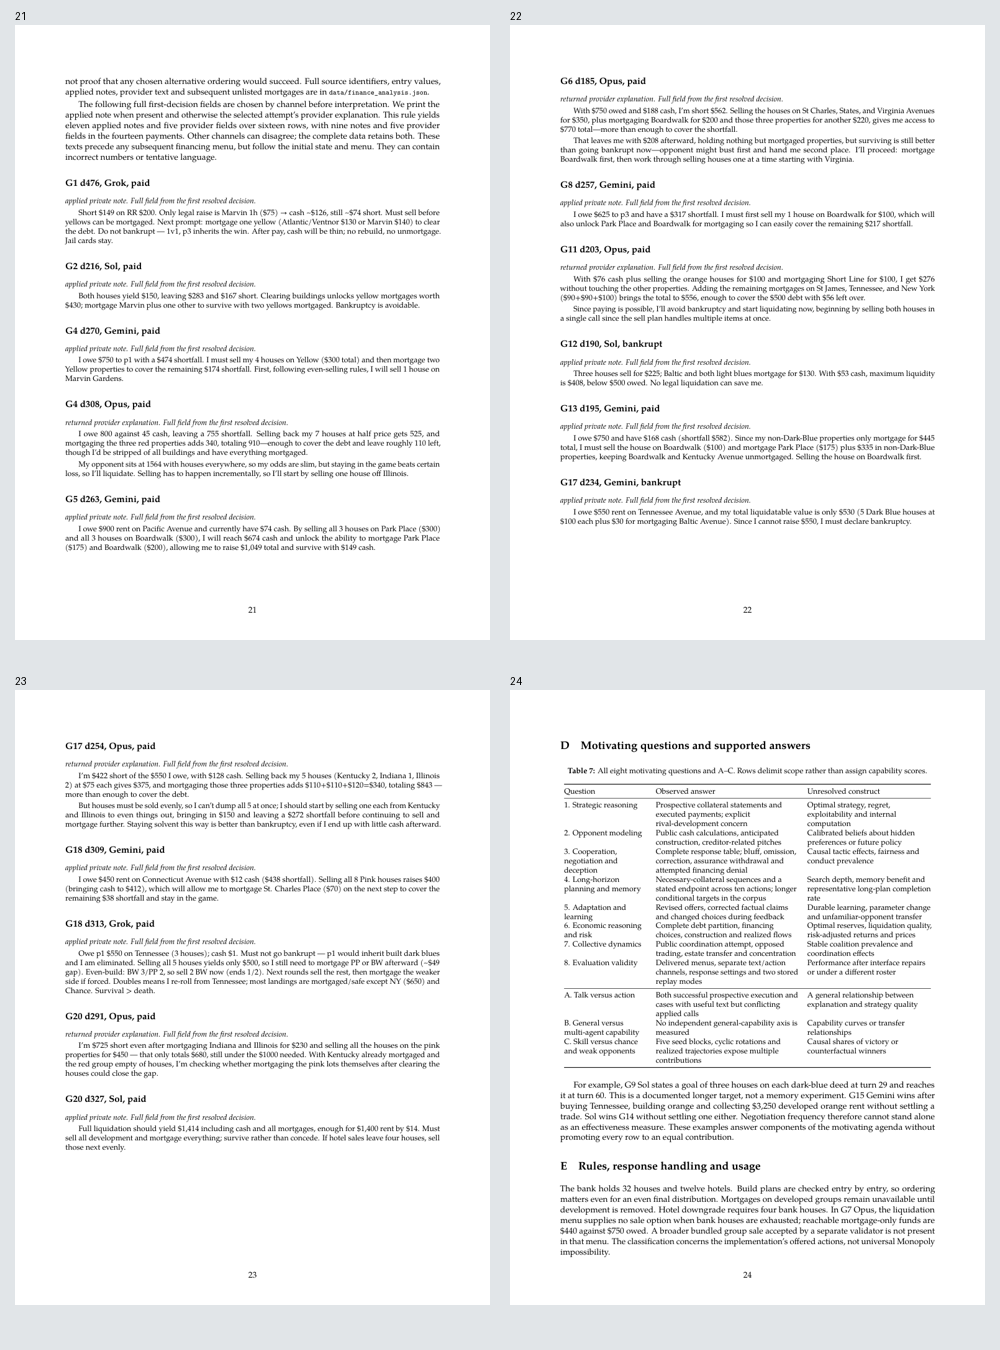 21
not proof that any chosen alternative ordering would succeed. Full source identifiers, entry values,
applied notes, provider text and subsequent unlisted mortgages are in data/finance_analysis.json.
The following full first-decision fields are chosen by channel before interpretation. We print the
applied note when present and otherwise the selected attempt's provider explanation. This rule yields
eleven applied notes and five provider fields over sixteen rows, with nine notes and five provider
fields in the fourteen payments. Other channels can disagree; the complete data retains both. These
texts precede any subsequent financing menu, but follow the initial state and menu. They can contain
incorrect numbers or tentative language.
G1 d476, Grok, paid
applied private note. Full field from the first resolved decision.
Short $149 on RR $200. Only legal raise is Marvin 1h ($75) → cash ~$126, still ~$74 short. Must sell before
yellows can be mortgaged. Next prompt: mortgage one yellow (Atlantic/Ventnor $130 or Marvin $140) to clear
the debt. Do not bankrupt — 1v1, p3 inherits the win. After pay, cash will be thin; no rebuild, no unmortgage.
Jail cards stay.
G2 d216, Sol, paid
applied private note. Full field from the first resolved decision.
Both houses yield $150, leaving $283 and $167 short. Clearing buildings unlocks yellow mortgages worth
$430; mortgage Marvin plus one other to survive with two yellows mortgaged. Bankruptcy is avoidable.
G4 d270, Gemini, paid
applied private note. Full field from the first resolved decision.
I owe $750 to p1 with a $474 shortfall. I must sell my 4 houses on Yellow ($300 total) and then mortgage two
Yellow properties to cover the remaining $174 shortfall. First, following even-selling rules, I will sell 1 house on
Marvin Gardens.
G4 d308, Opus, paid
returned provider explanation. Full field from the first resolved decision.
I owe 800 against 45 cash, leaving a 755 shortfall. Selling back my 7 houses at half price gets 525, and
mortgaging the three red properties adds 340, totaling 910—enough to cover the debt and leave roughly 110 left,
though I'd be stripped of all buildings and have everything mortgaged.
My opponent sits at 1564 with houses everywhere, so my odds are slim, but staying in the game beats certain
loss, so I'll liquidate. Selling has to happen incrementally, so I'll start by selling one house off Illinois.
G5 d263, Gemini, paid
applied private note. Full field from the first resolved decision.
I owe $900 rent on Pacific Avenue and currently have $74 cash. By selling all 3 houses on Park Place ($300)
and all 3 houses on Boardwalk ($300), I will reach $674 cash and unlock the ability to mortgage Park Place
($175) and Boardwalk ($200), allowing me to raise $1,049 total and survive with $149 cash.
21
22
G6 d185, Opus, paid
returned provider explanation. Full field from the first resolved decision.
With $750 owed and $188 cash, I'm short $562. Selling the houses on St Charles, States, and Virginia Avenues
for $350, plus mortgaging Boardwalk for $200 and those three properties for another $220, gives me access to
$770 total—more than enough to cover the shortfall.
That leaves me with $208 afterward, holding nothing but mortgaged properties, but surviving is still better
than going bankrupt now—opponent might bust first and hand me second place. I'll proceed: mortgage
Boardwalk first, then work through selling houses one at a time starting with Virginia.
G8 d257, Gemini, paid
applied private note. Full field from the first resolved decision.
I owe $625 to p3 and have a $317 shortfall. I must first sell my 1 house on Boardwalk for $100, which will
also unlock Park Place and Boardwalk for mortgaging so I can easily cover the remaining $217 shortfall.
G11 d203, Opus, paid
returned provider explanation. Full field from the first resolved decision.
With $76 cash plus selling the orange houses for $100 and mortgaging Short Line for $100, I get $276
without touching the other properties. Adding the remaining mortgages on St James, Tennessee, and New York
($90+$90+$100) brings the total to $556, enough to cover the $500 debt with $56 left over.
Since paying is possible, I'll avoid bankruptcy and start liquidating now, beginning by selling both houses in
a single call since the sell plan handles multiple items at once.
G12 d190, Sol, bankrupt
applied private note. Full field from the first resolved decision.
Three houses sell for $225; Baltic and both light blues mortgage for $130. With $53 cash, maximum liquidity
is $408, below $500 owed. No legal liquidation can save me.
G13 d195, Gemini, paid
applied private note. Full field from the first resolved decision.
I owe $750 and have $168 cash (shortfall $582). Since my non-Dark-Blue properties only mortgage for $445
total, I must sell the house on Boardwalk ($100) and mortgage Park Place ($175) plus $335 in non-Dark-Blue
properties, keeping Boardwalk and Kentucky Avenue unmortgaged. Selling the house on Boardwalk first.
G17 d234, Gemini, bankrupt
applied private note. Full field from the first resolved decision.
I owe $550 rent on Tennessee Avenue, and my total liquidatable value is only $530 (5 Dark Blue houses at
$100 each plus $30 for mortgaging Baltic Avenue). Since I cannot raise $550, I must declare bankruptcy.
22
23
G17 d254, Opus, paid
returned provider explanation. Full field from the first resolved decision.
I'm $422 short of the $550 I owe, with $128 cash. Selling back my 5 houses (Kentucky 2, Indiana 1, Illinois
2) at $75 each gives $375, and mortgaging those three properties adds $110+$110+$120=$340, totaling $843 —
more than enough to cover the debt.
But houses must be sold evenly, so I can't dump all 5 at once; I should start by selling one each from Kentucky
and Illinois to even things out, bringing in $150 and leaving a $272 shortfall before continuing to sell and
mortgage further. Staying solvent this way is better than bankruptcy, even if I end up with little cash afterward.
G18 d309, Gemini, paid
applied private note. Full field from the first resolved decision.
I owe $450 rent on Connecticut Avenue with $12 cash ($438 shortfall). Selling all 8 Pink houses raises $400
(bringing cash to $412), which will allow me to mortgage St. Charles Place ($70) on the next step to cover the
remaining $38 shortfall and stay in the game.
G18 d313, Grok, paid
applied private note. Full field from the first resolved decision.
Owe p1 $550 on Tennessee (3 houses); cash $1. Must not go bankrupt — p1 would inherit built dark blues
and I am eliminated. Selling all 5 houses yields only $500, so I still need to mortgage PP or BW afterward (~$49
gap). Even-build: BW 3/PP 2, so sell 2 BW now (ends 1/2). Next rounds sell the rest, then mortgage the weaker
side if forced. Doubles means I re-roll from Tennessee; most landings are mortgaged/safe except NY ($650) and
Chance. Survival > death.
G20 d291, Opus, paid
returned provider explanation. Full field from the first resolved decision.
I'm $725 short even after mortgaging Indiana and Illinois for $230 and selling all the houses on the pink
properties for $450 — that only totals $680, still under the $1000 needed. With Kentucky already mortgaged and
the red group empty of houses, I'm checking whether mortgaging the pink lots themselves after clearing the
houses could close the gap.
G20 d327, Sol, paid
applied private note. Full field from the first resolved decision.
Full liquidation should yield $1,414 including cash and all mortgages, enough for $1,400 rent by $14. Must
sell all development and mortgage everything; survive rather than concede. If hotel sales leave four houses, sell
those next evenly.
23
24
D Motivating questions and supported answers
Table 7: All eight motivating questions and A–C. Rows delimit scope rather than assign capability scores.
Question Observed answer Unresolved construct
1. Strategic reasoning Prospective collateral statements and Optimal strategy, regret,
executed payments; explicit exploitability and internal
rival-development concern computation
2. Opponent modeling Public cash calculations, anticipated Calibrated beliefs about hidden
construction, creditor-related pitches preferences or future policy
3. Cooperation, Complete response table; bluff, omission, Causal tactic effects, fairness and
negotiation and correction, assurance withdrawal and conduct prevalence
deception attempted financing denial
4. Long-horizon Necessary-collateral sequences and a Search depth, memory benefit and
planning and memory stated endpoint across ten actions; longer representative long-plan completion
conditional targets in the corpus rate
5. Adaptation and Revised offers, corrected factual claims Durable learning, parameter change
learning and changed choices during feedback and unfamiliar-opponent transfer
6. Economic reasoning Complete debt partition, financing Optimal reserves, liquidation quality,
and risk choices, construction and realized flows risk-adjusted returns and prices
7. Collective dynamics Public coordination attempt, opposed Stable coalition prevalence and
trading, estate transfer and concentration coordination effects
8. Evaluation validity Delivered menus, separate text/action Performance after interface repairs
channels, response settings and two stored or under a different roster
replay modes
A. Talk versus action Both successful prospective execution and A general relationship between
cases with useful text but conflicting explanation and strategy quality
applied calls
B. General versus No independent general-capability axis is Capability curves or transfer
multi-agent capability measured relationships
C. Skill versus chance Five seed blocks, cyclic rotations and Causal shares of victory or
and weak opponents realized trajectories expose multiple counterfactual winners
contributions
For example, G9 Sol states a goal of three houses on each dark-blue deed at turn 29 and reaches
it at turn 60. This is a documented longer target, not a memory experiment. G15 Gemini wins after
buying Tennessee, building orange and collecting $3,250 developed orange rent without settling a
trade. Sol wins G14 without settling one either. Negotiation frequency therefore cannot stand alone
as an effectiveness measure. These examples answer components of the motivating agenda without
promoting every row to an equal contribution.
E Rules, response handling and usage
The bank holds 32 houses and twelve hotels. Build plans are checked entry by entry, so ordering
matters even for an even final distribution. Mortgages on developed groups remain unavailable until
development is removed. Hotel downgrade requires four bank houses. In G7 Opus, the liquidation
menu supplies no sale option when bank houses are exhausted; reachable mortgage-only funds are
$440 against $750 owed. A broader bundled group sale accepted by a separate validator is not present
in that menu. The classification concerns the implementation's offered actions, not universal Monopoly
impossibility.
24